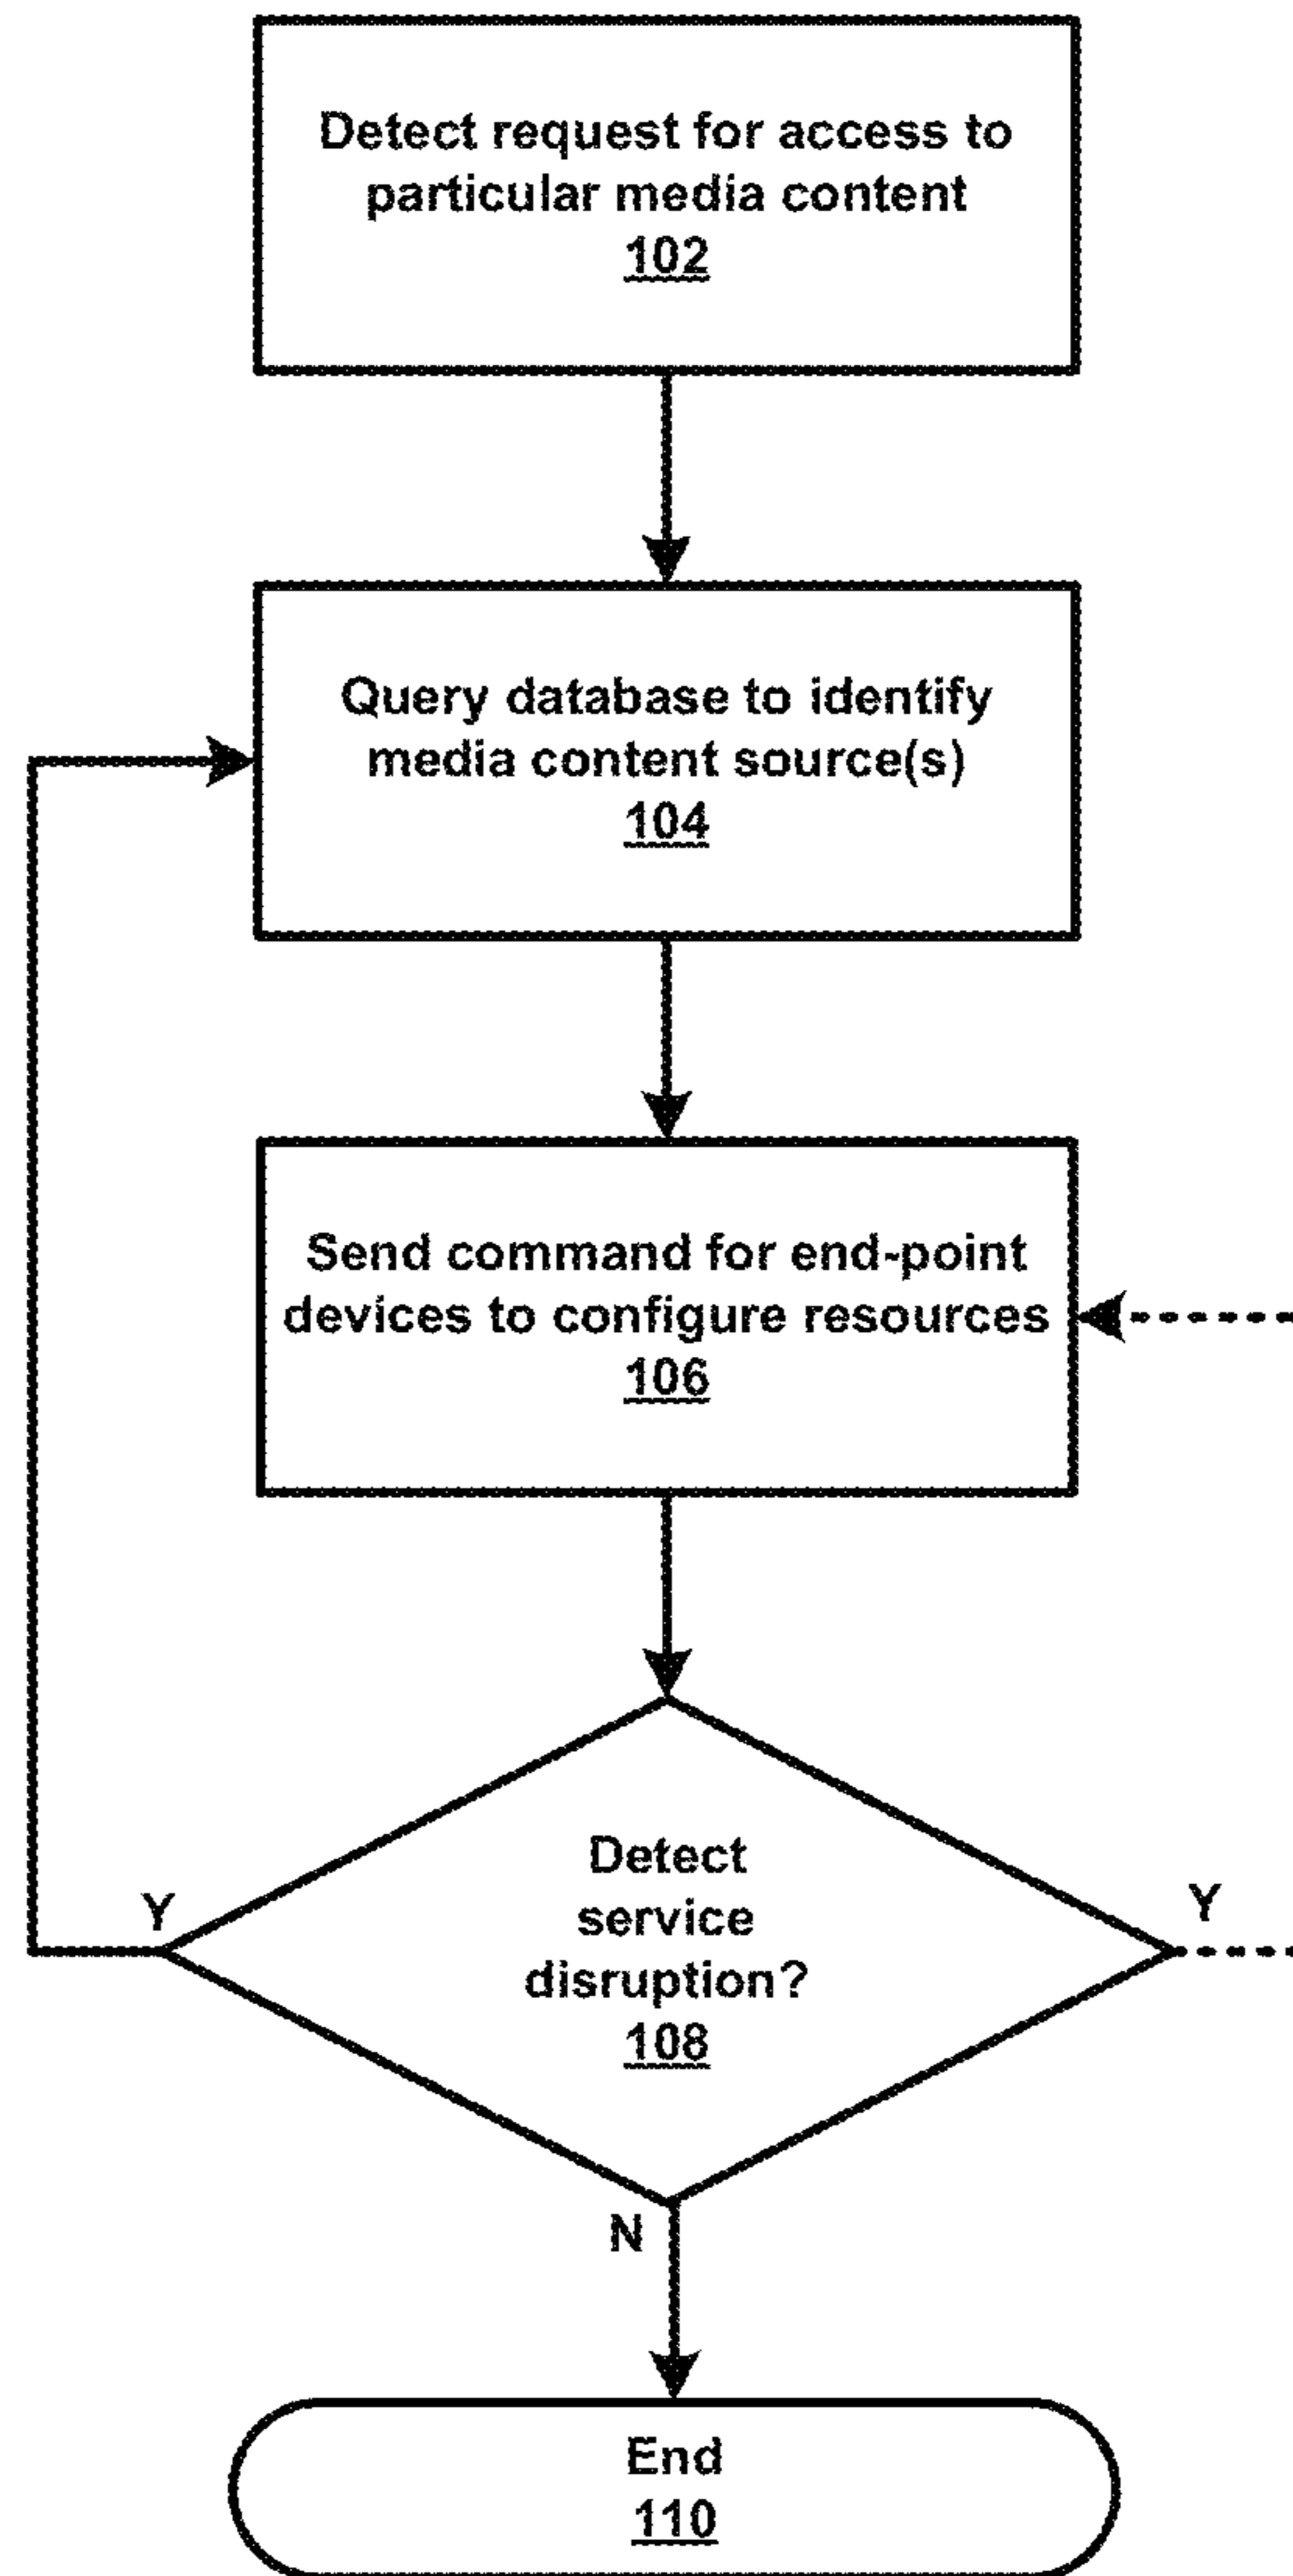 Detect request for access to
particular media content
102
Query database to identify
media content source(s)
104
Send command for end-point
devices to configure resources
106
Detect
service
disruption?
108
Y
Y
N
End
110